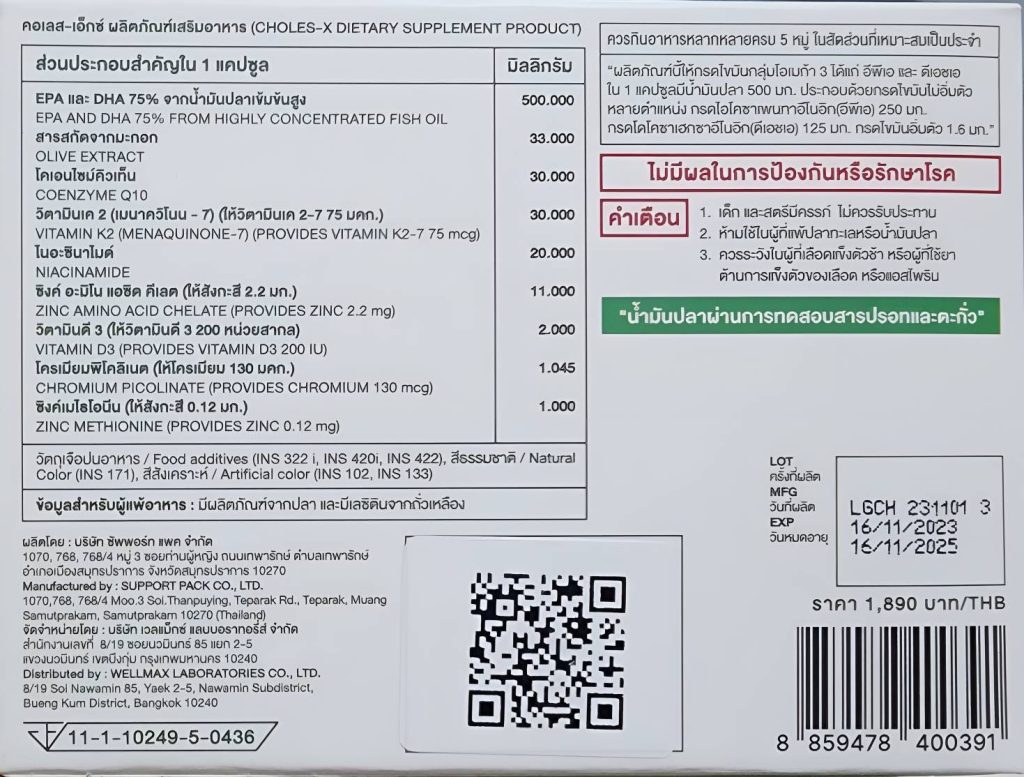 คอเลส-เอ็กซ์ ผลิตภัณฑ์เสริมอาหาร (CHOLES-X DIETARY SUPPLEMENT PRODUCT)
ส่วนประกอบสำคัญใน 1 แคปซูล มิลลิกรัม
EPA และ DHA 75% จากน้ำมันปลาเข้มข้นสูง 500.000
EPA AND DHA 75% FROM HIGHLY CONCENTRATED FISH OIL
สารสกัดจากมะกอก 33.000
OLIVE EXTRACT
โคเอนไซม์คิวเท็น 30.000
COENZYME Q10
วิตามินเค 2 (เมนาควิโนน - 7) (ให้วิตามินเค 2-7 75 มคก.) 30.000
VITAMIN K2 (MENAQUINONE-7) (PROVIDES VITAMIN K2-7 75 mcg)
ไนอะซินาไมด์ 20.000
NIACINAMIDE
ซิงค์ อะมิโน แอซิด คีเลต (ให้สังกะสี 2.2 มก.) 11.000
ZINC AMINO ACID CHELATE (PROVIDES ZINC 2.2 mg)
วิตามินดี 3 (ให้วิตามินดี 3 200 หน่วยสากล) 2.000
VITAMIN D3 (PROVIDES VITAMIN D3 200 IU)
โครเมียมพิโคลิเนต (ให้โครเมียม 130 มคก.) 1.045
CHROMIUM PICOLINATE (PROVIDES CHROMIUM 130 mcg)
ซิงค์เมไธโอนีน (ให้สังกะสี 0.12 มก.) 1.000
ZINC METHIONINE (PROVIDES ZINC 0.12 mg)
วัตถุเจือปนอาหาร / Food additives (INS 322 i, INS 420i, INS 422), สีธรรมชาติ / Natural
Color (INS 171), สีสังเคราะห์ / Artificial color (INS 102, INS 133)
ข้อมูลสำหรับผู้แพ้อาหาร : มีผลิตภัณฑ์จากปลา และมีเลซิตินจากถั่วเหลือง
ผลิตโดย : บริษัท ซัพพอร์ท แพค จำกัด
1070, 768, 768/4 หมู่ 3 ซอยท่านผู้หญิง ถนนเทพารักษ์ ตำบลเทพารักษ์
อำเภอเมืองสมุทรปราการ จังหวัดสมุทรปราการ 10270
Manufactured by : SUPPORT PACK CO., LTD.
1070,768, 768/4 Moo.3 Soi.Thanpuying, Teparak Rd., Teparak, Muang
Samutprakarn, Samutprakarn 10270 (Thailand)
จัดจำหน่ายโดย : บริษัท เวลแม็กซ์ แลบบอราทอรีส์ จำกัด
สำนักงานเลขที่ 8/19 ซอยนวมินทร์ 85 แยก 2-5
แขวงนวมินทร์ เขตบึงกุ่ม กรุงเทพมหานคร 10240
Distributed by : WELLMAX LABORATORIES CO., LTD.
8/19 Soi Nawamin 85, Yaek 2-5, Nawamin Subdistrict,
Bueng Kum District, Bangkok 10240
11-1-10249-5-0436
ควรกินอาหารหลากหลายครบ 5 หมู่ ในสัดส่วนที่เหมาะสมเป็นประจำ
"ผลิตภัณฑ์นี้ให้กรดไขมันกลุ่มโอเมก้า 3 ได้แก่ อีพีเอ และ ดีเอชเอ
ใน 1 แคปซูลมีน้ำมันปลา 500 มก. ประกอบด้วยกรดไขมันไม่อิ่มตัว
หลายตำแหน่ง กรดไอโคซาเพนทาอีโนอิก(อีพีเอ) 250 มก.
กรดโดโคซาเฮกซาอีโนอิก(ดีเอชเอ) 125 มก. กรดไขมันอิ่มตัว 1.6 มก."
ไม่มีผลในการป้องกันหรือรักษาโรค
คำเตือน
1. เด็ก และสตรีมีครรภ์ ไม่ควรรับประทาน
2. ห้ามใช้ในผู้ที่แพ้ปลาทะเลหรือน้ำมันปลา
3. ควรระวังในผู้ที่เลือดแข็งตัวช้า หรือผู้ที่ใช้ยา
ต้านการแข็งตัวของเลือด หรือแอสไพริน
"น้ำมันปลาผ่านการทดสอบสารปรอทและตะกั่ว"
LOT
ครั้งที่ผลิต
MFG
วันที่ผลิต
EXP
วันหมดอายุ
LGCH 231101 3
16/11/2023
16/11/2025
ราคา 1,890 บาท/THB
8 859478 400391